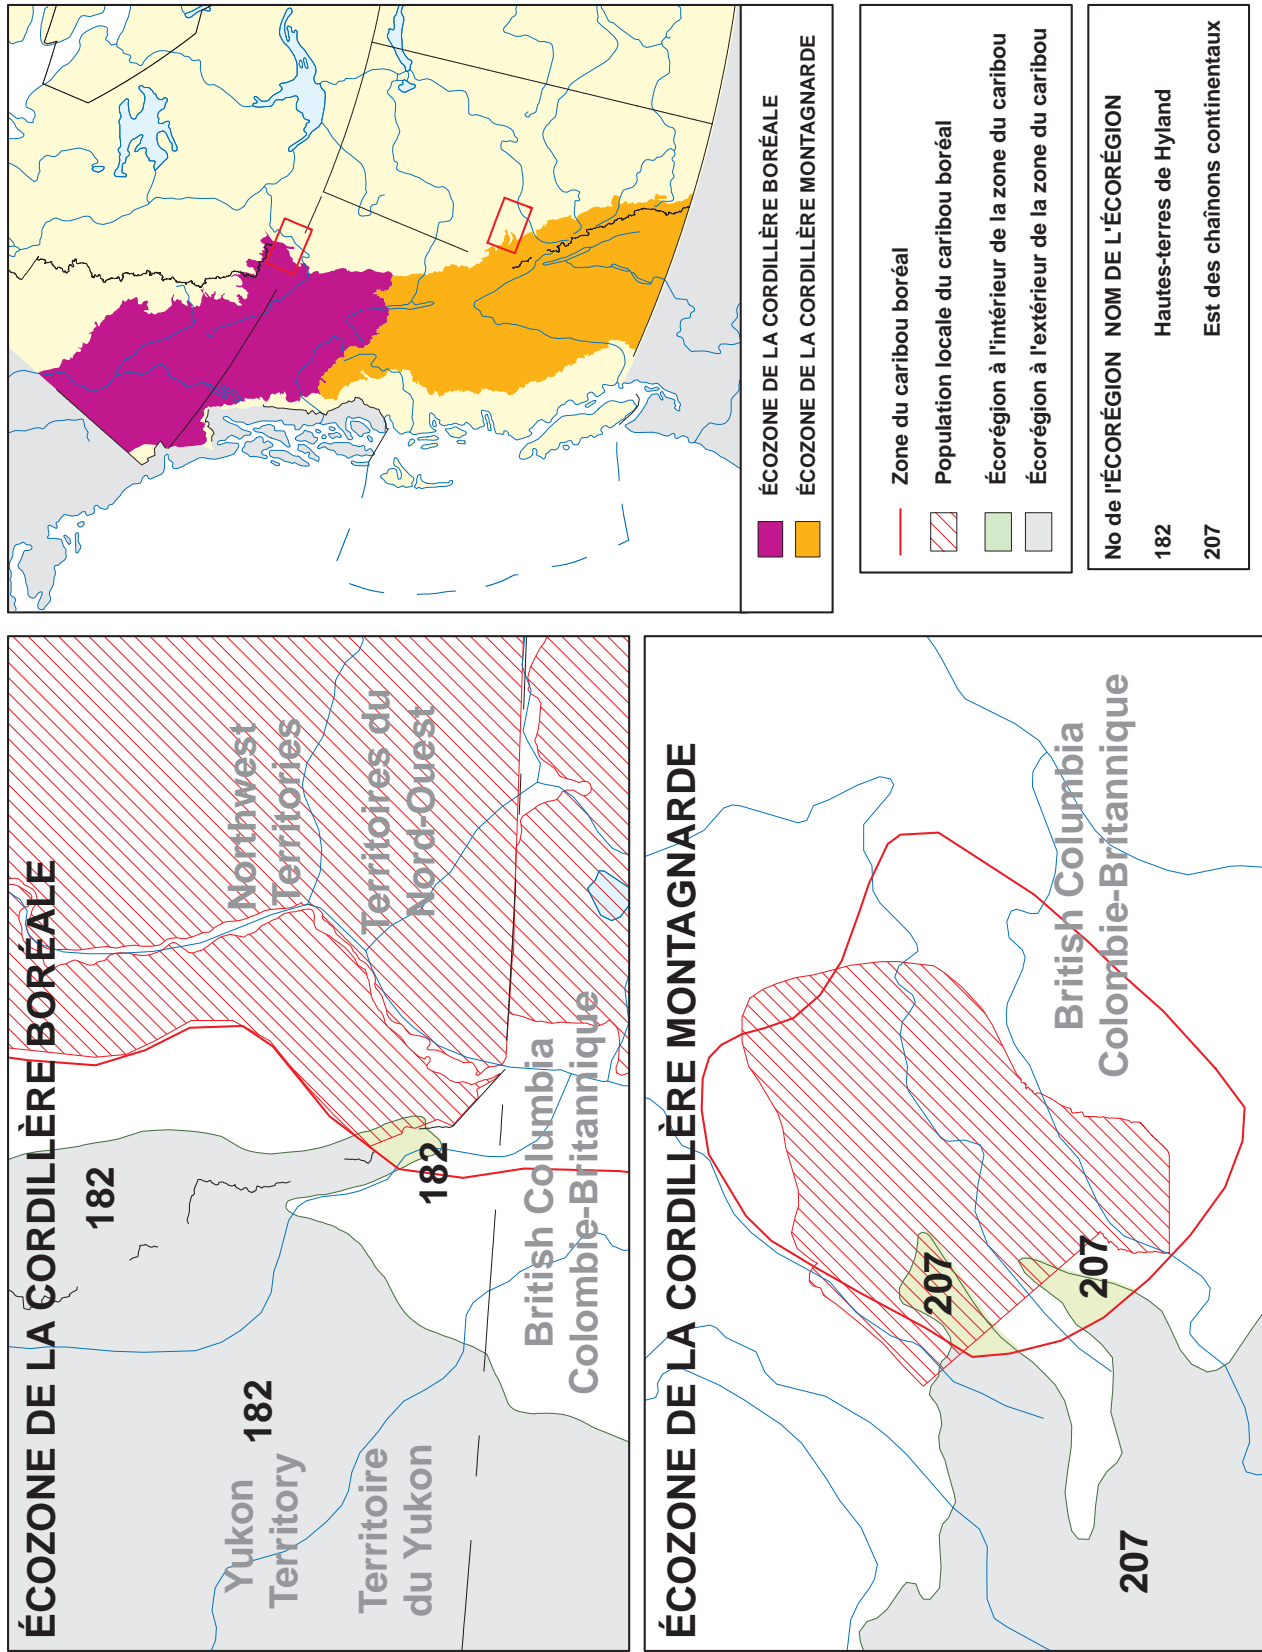 ÉCOZONE DE LA CORDILLÈRE BORÉALE
182
182
182
Yukon
Territory
Territoire
du Yukon
Northwest
Territories
Territoires du
Nord-Ouest
British Columbia
Colombie-Britannique
ÉCOZONE DE LA CORDILLÈRE MONTAGNARDE
207
207
207
British Columbia
Colombie-Britannique
ÉCOZONE DE LA CORDILLÈRE BORÉALE
ÉCOZONE DE LA CORDILLÈRE MONTAGNARDE
Zone du caribou boréal
Population locale du caribou boréal
Écorégion à l'intérieur de la zone du caribou
Écorégion à l'extérieur de la zone du caribou
No de l'ÉCORÉGION NOM DE L'ÉCORÉGION
182 Hautes-terres de Hyland
207 Est des chaînons continentaux